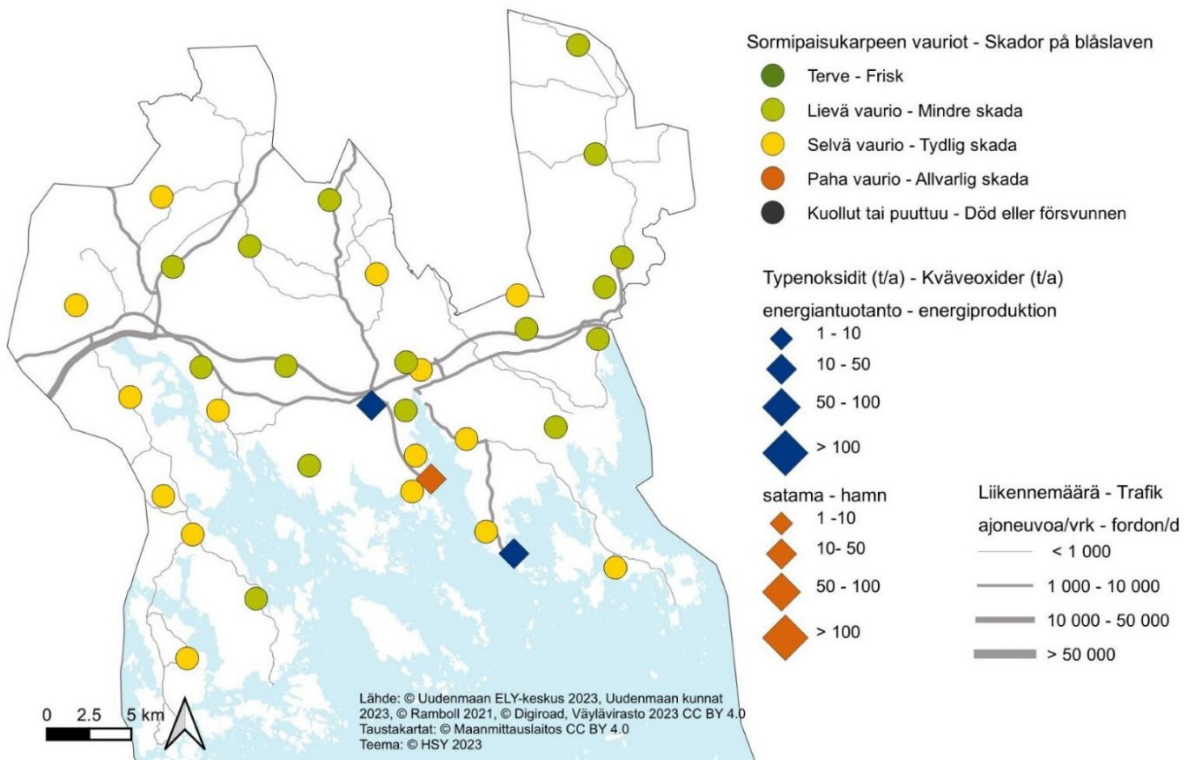 Sormipaisukarpeen vauriot - Skador på blåslaven
Terve - Frisk
Lievä vaurio - Mindre skada
Selvä vaurio - Tydlig skada
Paha vaurio - Allvarlig skada
Kuollut tai puuttuu - Död eller försvunnen
Typenoksidit (t/a) - Kväveoxider (t/a)
energiantuotanto - energiproduktion
1 - 10
10 - 50
50 - 100
> 100
satama - hamn
1 -10
10- 50
50 - 100
> 100
Liikennemäärä - Trafik
ajoneuvoa/vrk - fordon/d
< 1 000
1 000 - 10 000
10 000 - 50 000
> 50 000
0 2.5 5 km
Lähde: © Uudenmaan ELY-keskus 2023, Uudenmaan kunnat
2023, © Ramboll 2021, © Digiroad, Väylävirasto 2023 CC BY 4.0
Taustakartat: © Maanmittauslaitos CC BY 4.0
Teema: © HSY 2023